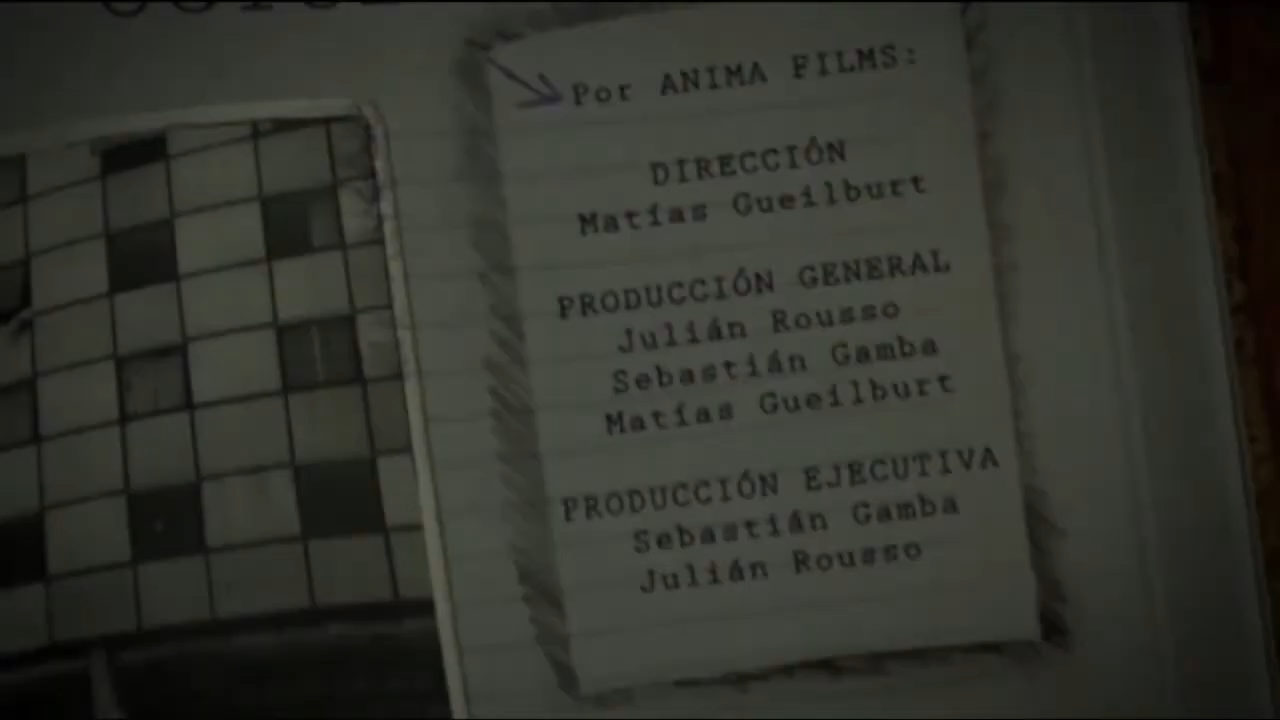 Por ANIMA FILMS:
DIRECCIÓN
Matías Gueilburt
PRODUCCIÓN GENERAL
Julián Rousso
Sebastián Gamba
Matías Gueilburt
PRODUCCIÓN EJECUTIVA
Sebastián Gamba
Julián Rousso